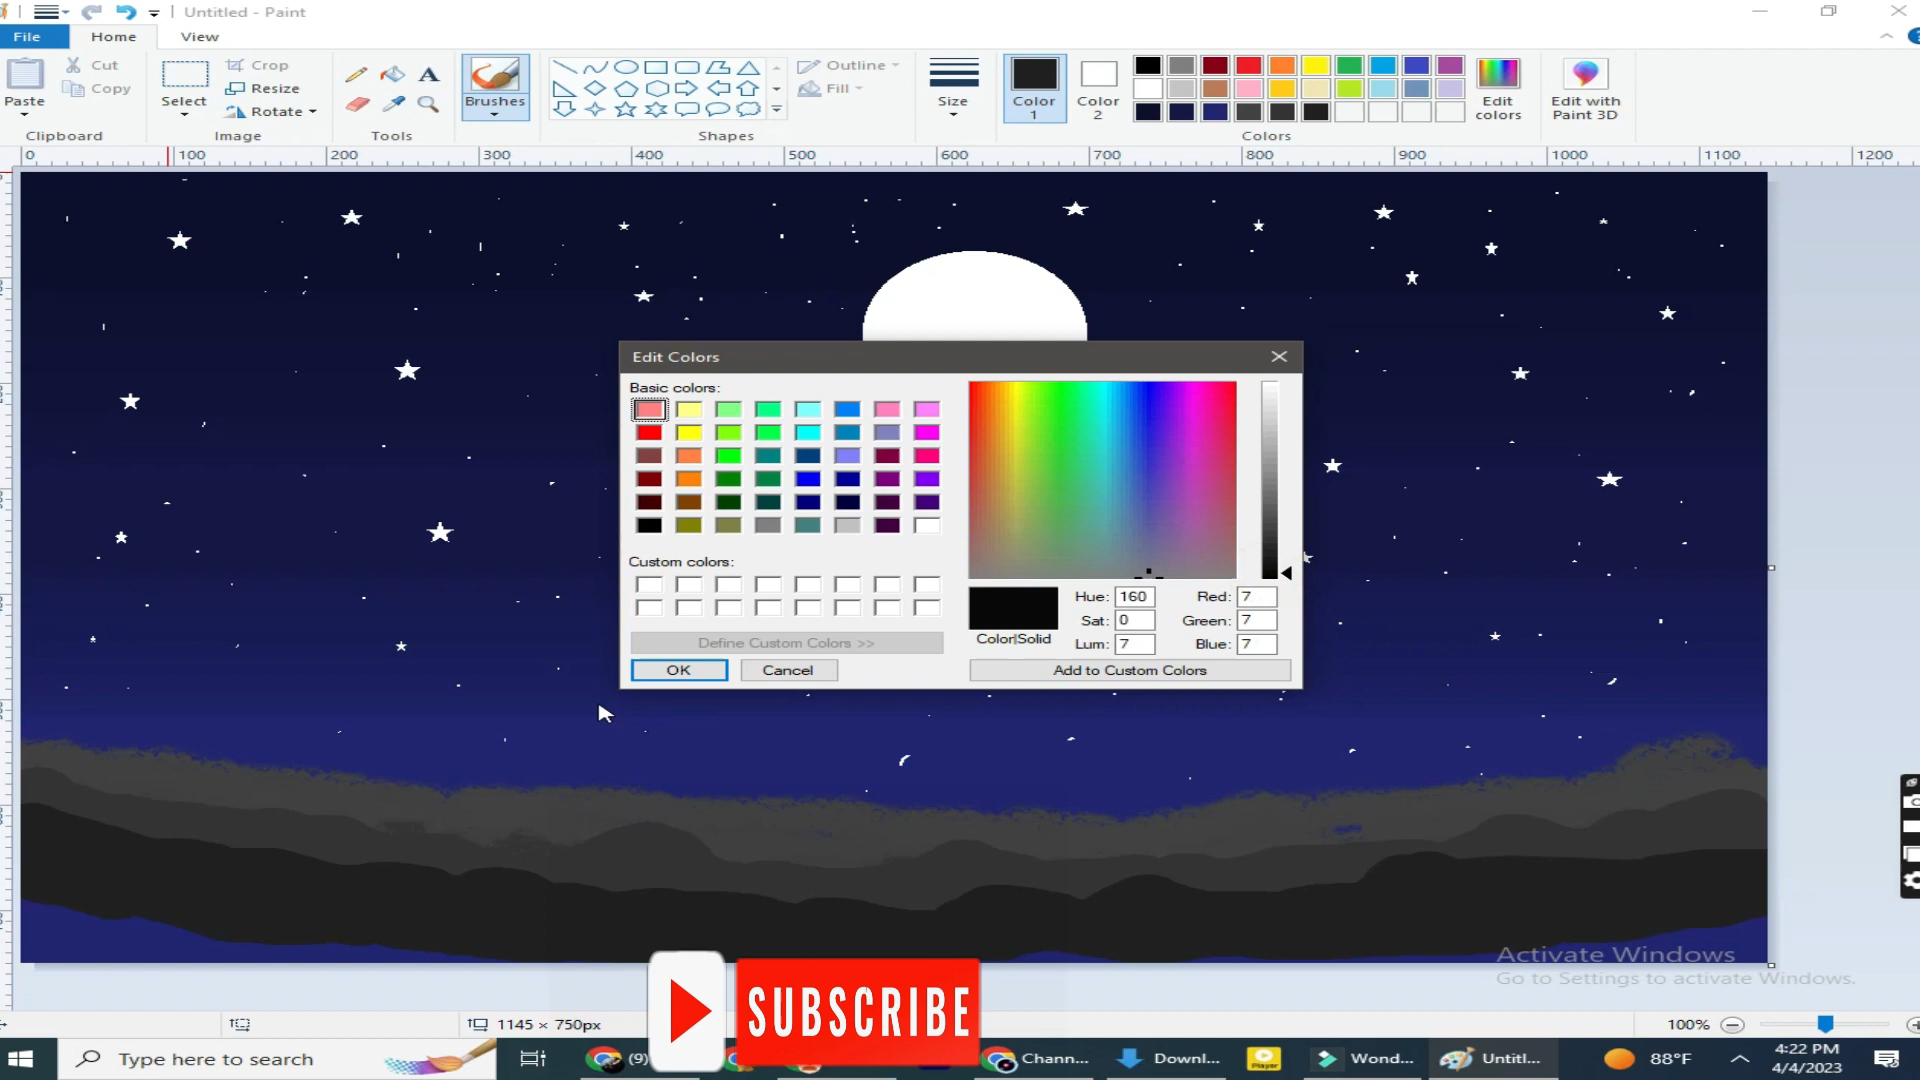 Untitled - Paint
File Home View
Paste
Cut
Copy
Clipboard
Select
Crop
Resize
Rotate
Image
A
Tools
Brushes
Shapes
Outline
Fill
Size
Color 1
Color 2
Edit colors
Edit with Paint 3D
Colors
0 100 200 300 400 500 600 700 800 900 1000 1100 1200
Edit Colors
Basic colors:
Custom colors:
Define Custom Colors >>
OK Cancel
Color|Solid
Hue: 160 Red: 7
Sat: 0 Green: 7
Lum: 7 Blue: 7
Add to Custom Colors
Activate Windows
Go to Settings to activate Windows.
SUBSCRIBE
1145 × 750px
100%
Type here to search
(9)
Chann...
Downl...
Player
Wond...
Untitl...
88°F
4:22 PM
4/4/2023